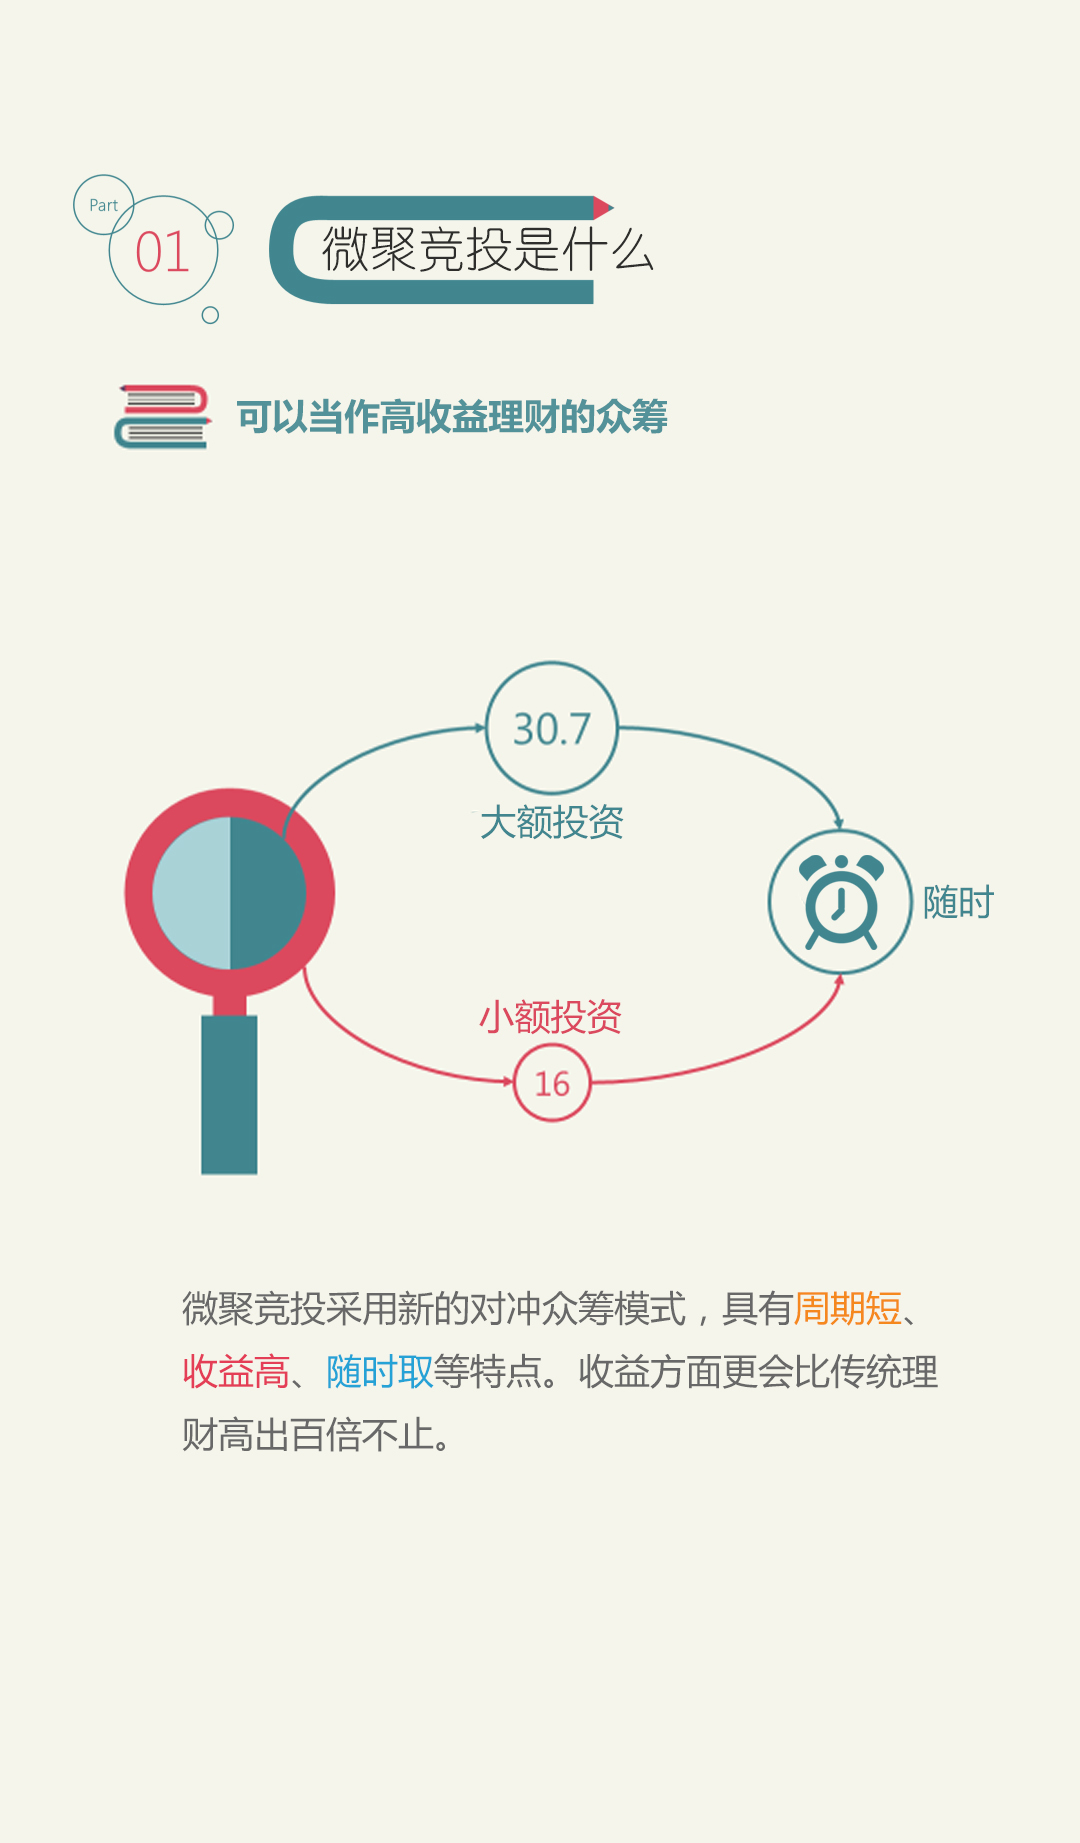 Part
01
微聚竞投是什么
可以当作高收益理财的众筹
30.7
大额投资
随时
小额投资
16
微聚竞投采用新的对冲众筹模式，具有周期短、
收益高、随时取等特点。收益方面更会比传统理
财高出百倍不止。